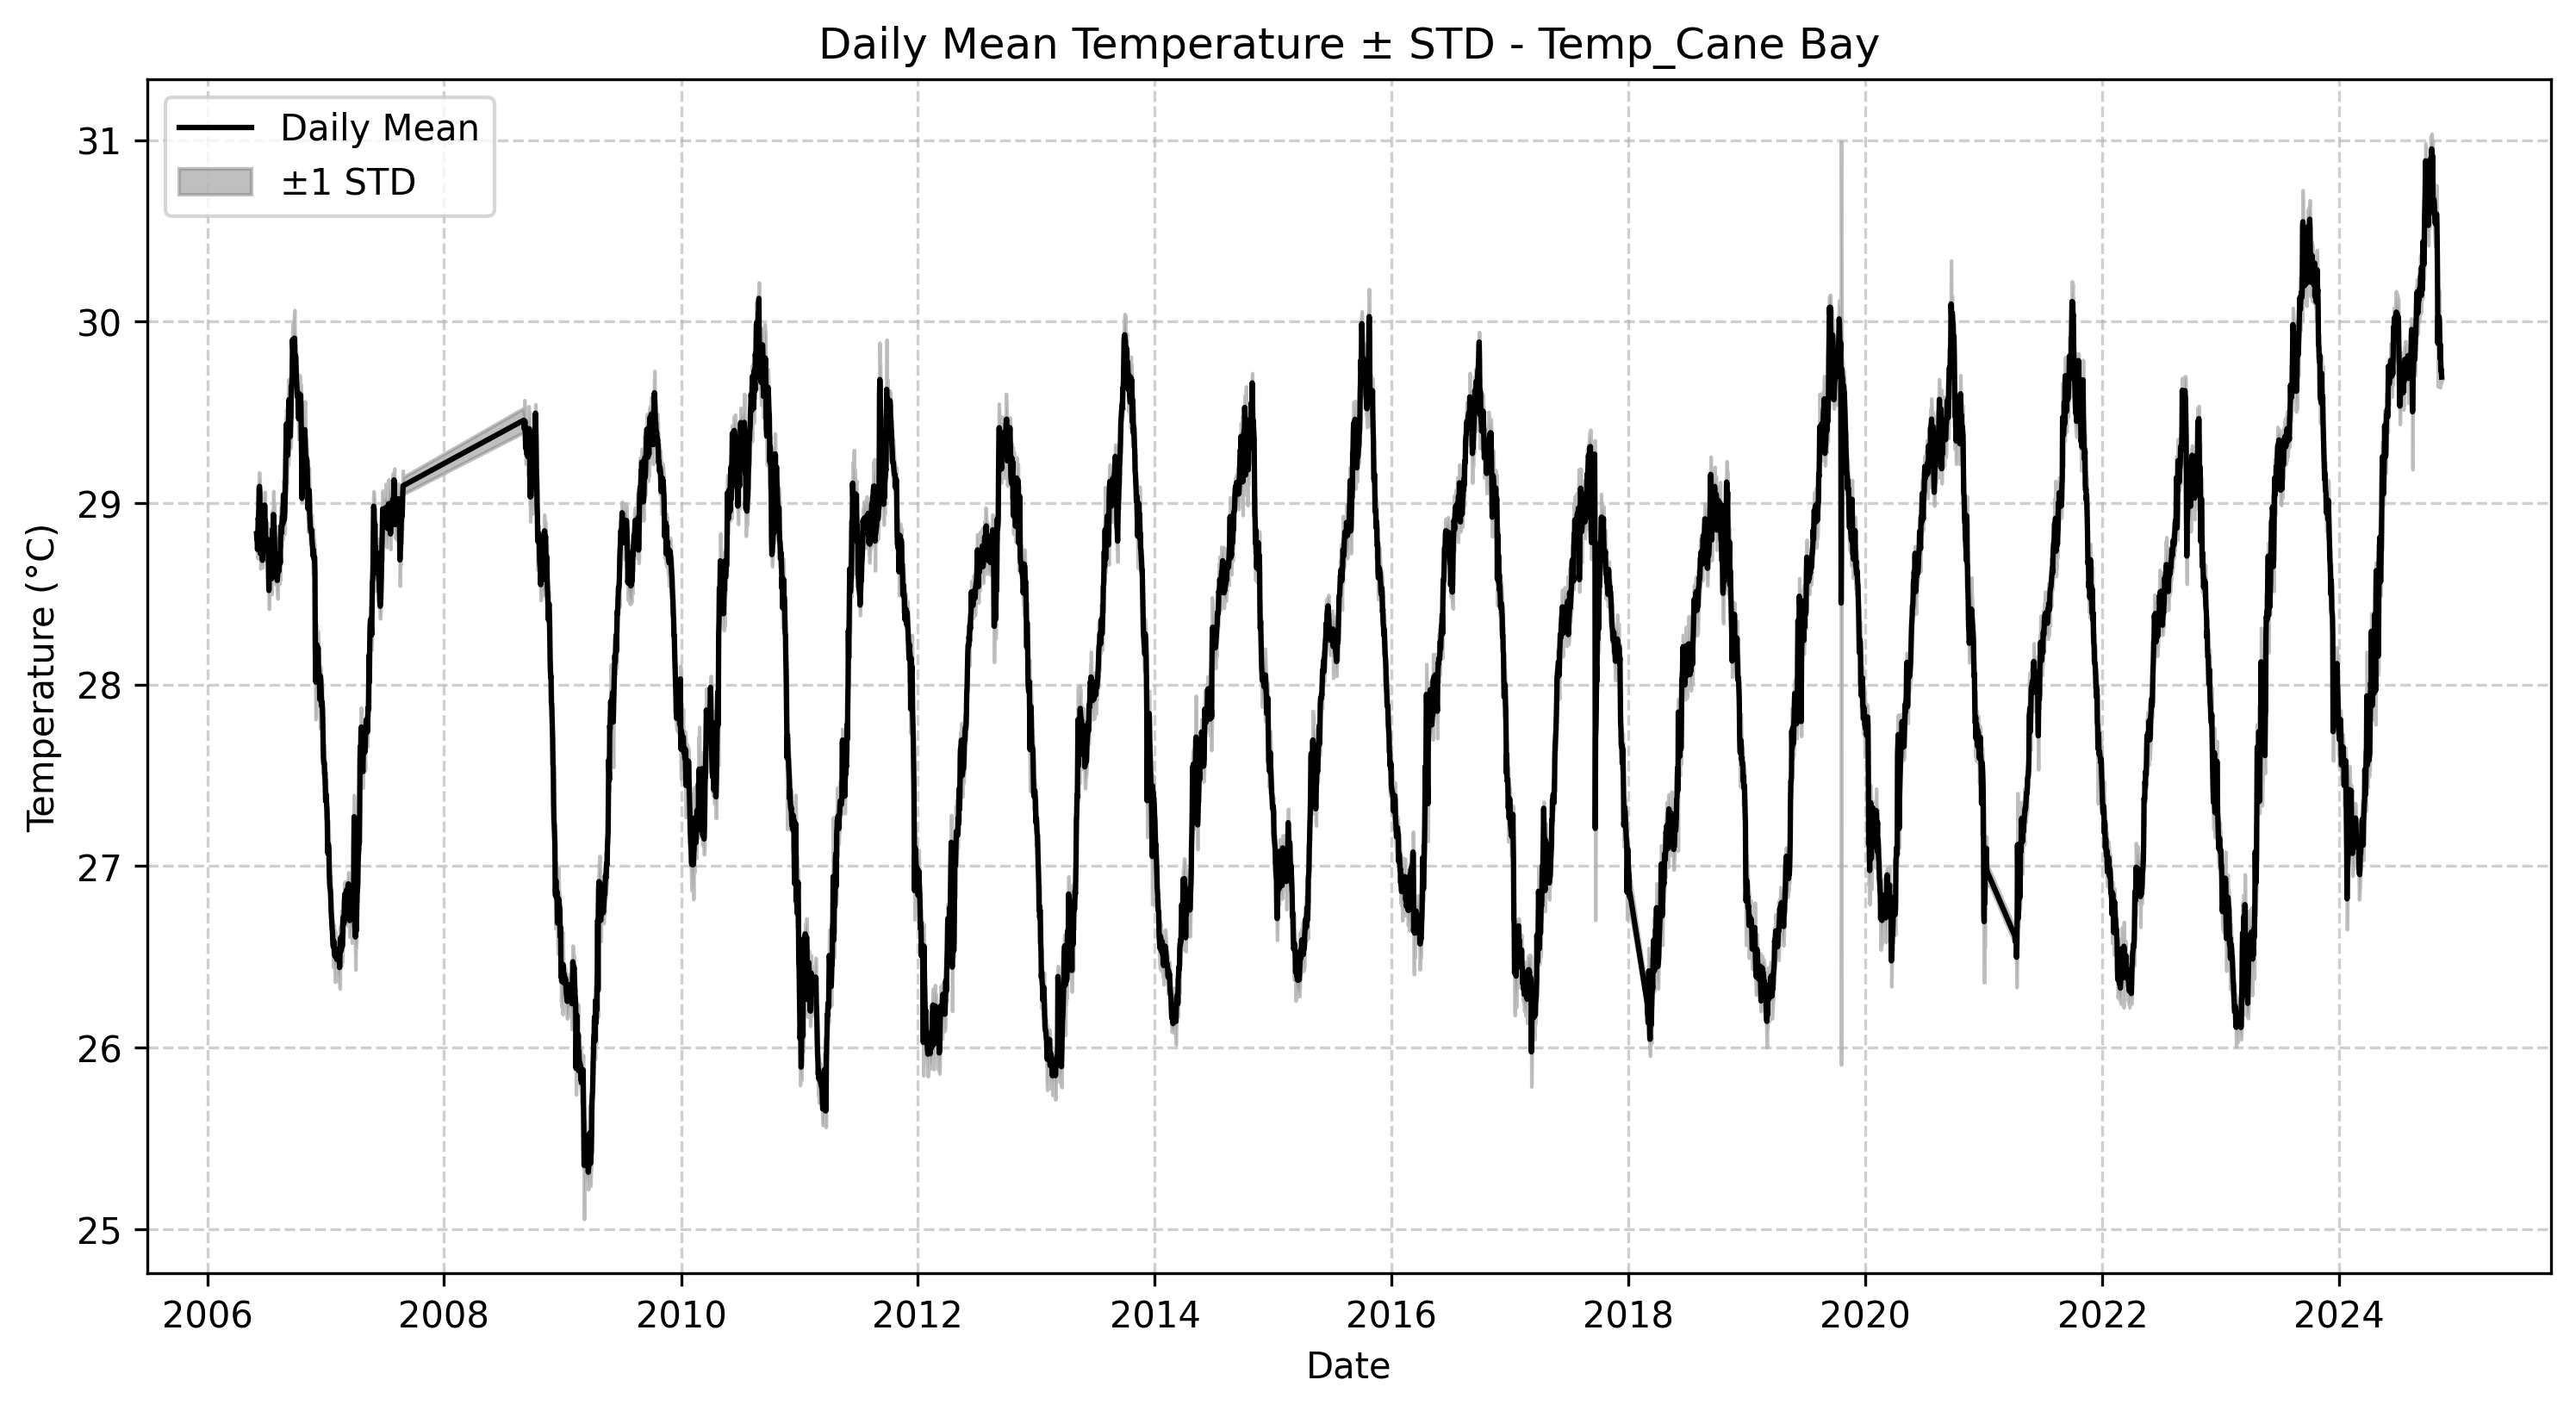 Daily Mean Temperature ± STD - Temp_Cane Bay
Daily Mean
±1 STD
Temperature (°C)
31
30
29
28
27
26
25
2006 2008 2010 2012 2014 2016 2018 2020 2022 2024
Date